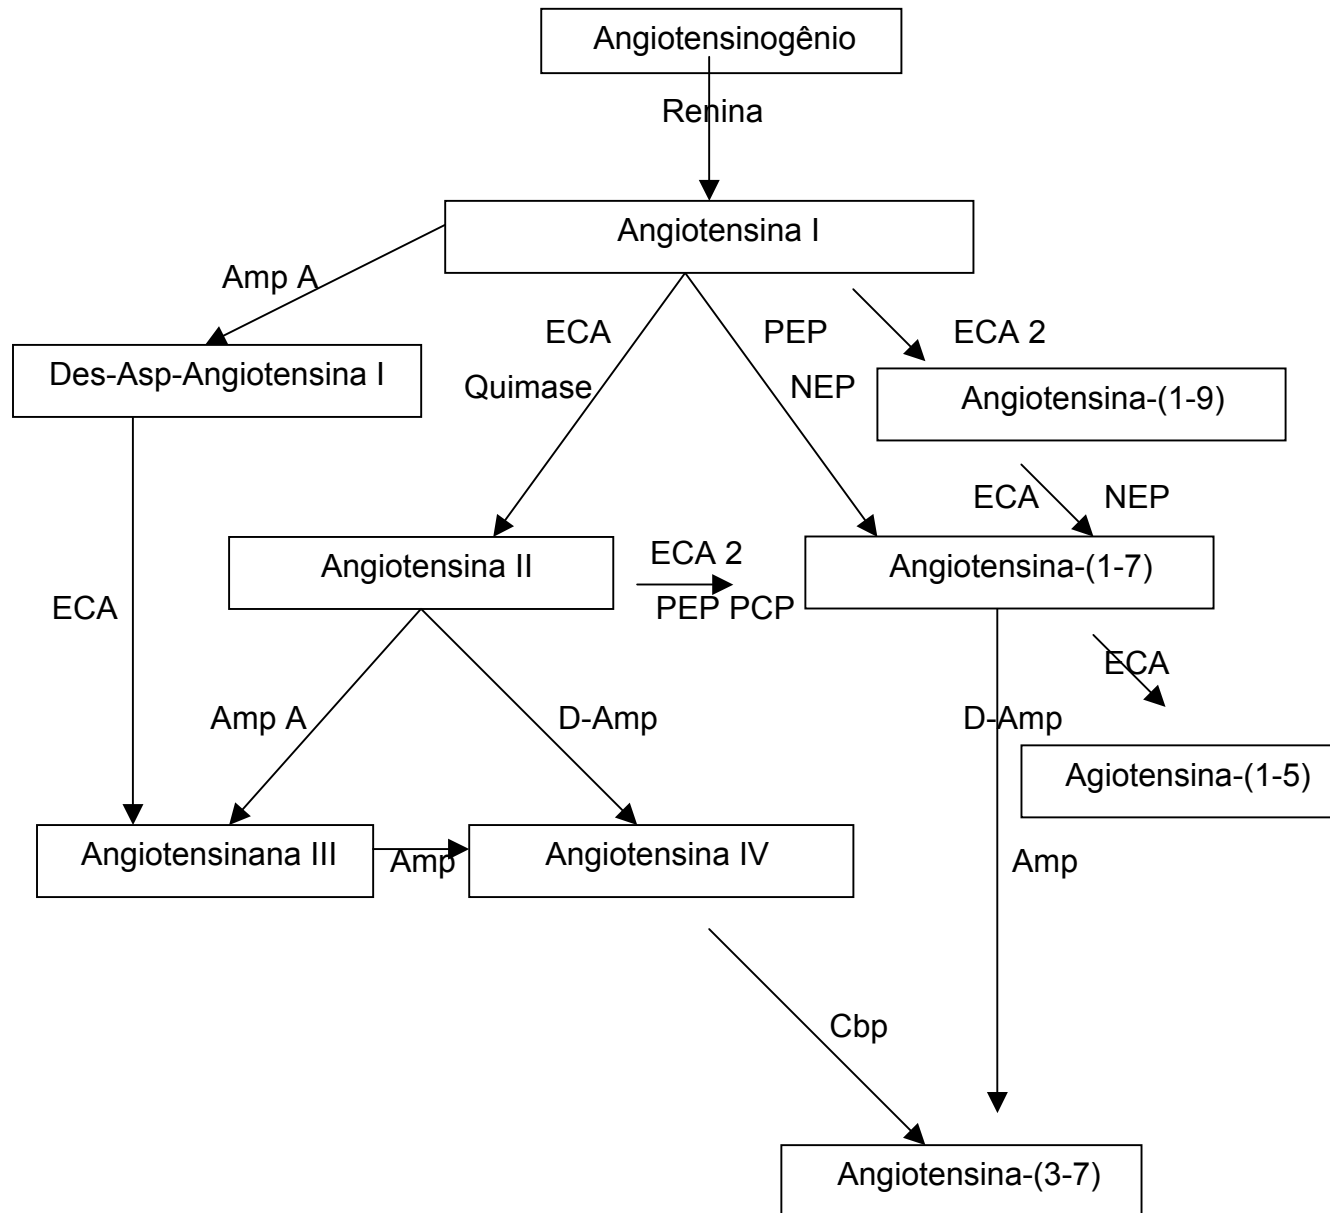 Angiotensinogênio
Renina
Angiotensina I
Amp A
ECA
PEP
ECA 2
Des-Asp-Angiotensina I
Quimase
NEP
Angiotensina-(1-9)
ECA
NEP
Angiotensina II
ECA 2
Angiotensina-(1-7)
ECA
PEP PCP
ECA
Amp A
D-Amp
D-Amp
Agiotensina-(1-5)
Angiotensinana III
Amp
Angiotensina IV
Amp
Cbp
Angiotensina-(3-7)